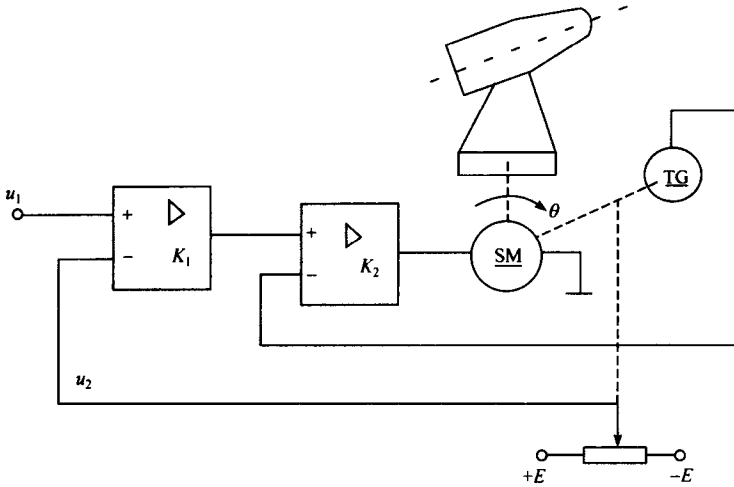 TG
u₁
θ
+
+
SM
−
K₁
−
K₂
u₂
+E
−E